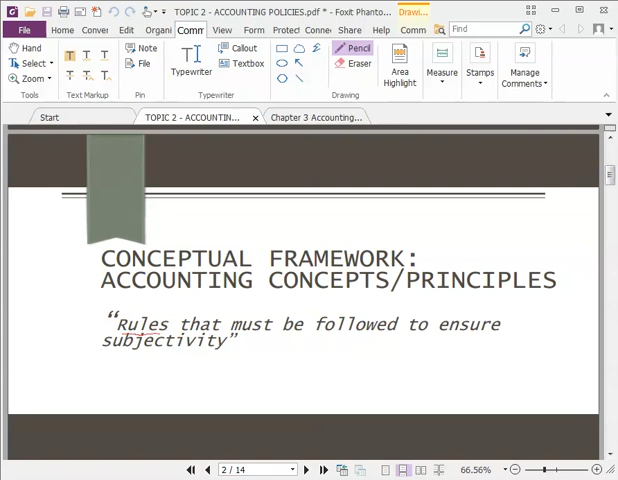 TOPIC 2 - ACCOUNTING POLICIES.pdf * - Foxit Phanto... Drawi...
File Home Conve Edit Organi Comm View Form Protect Connec Share Help Comm Find
Hand Note Callout Pencil
Select File Typewriter Textbox Eraser Area Highlight Measure Stamps Manage Comments
Zoom
Tools Text Markup Pin Typewriter Drawing
Start TOPIC 2 - ACCOUNTIN... Chapter 3 Accounting...
CONCEPTUAL FRAMEWORK:
ACCOUNTING CONCEPTS/PRINCIPLES
“Rules that must be followed to ensure
subjectivity”
2 / 14 66.56%